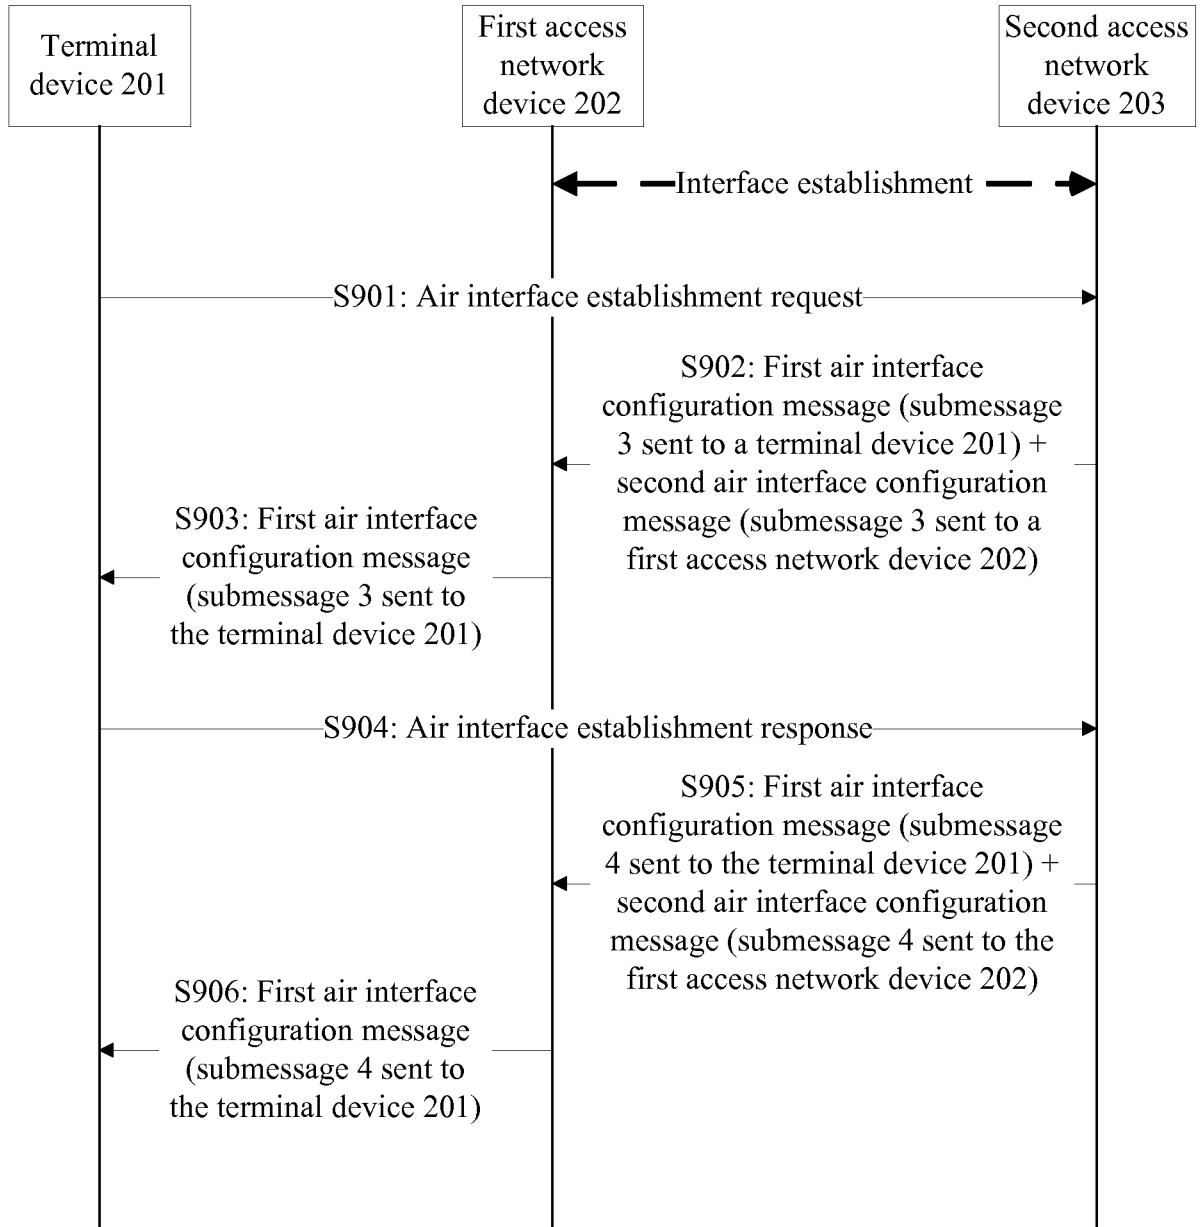 Terminal
device 201
First access
network
device 202
Second access
network
device 203
Interface establishment
S901: Air interface establishment request
S902: First air interface
configuration message (submessage
3 sent to a terminal device 201) +
second air interface configuration
message (submessage 3 sent to a
first access network device 202)
S903: First air interface
configuration message
(submessage 3 sent to
the terminal device 201)
S904: Air interface establishment response
S905: First air interface
configuration message (submessage
4 sent to the terminal device 201) +
second air interface configuration
message (submessage 4 sent to the
first access network device 202)
S906: First air interface
configuration message
(submessage 4 sent to
the terminal device 201)